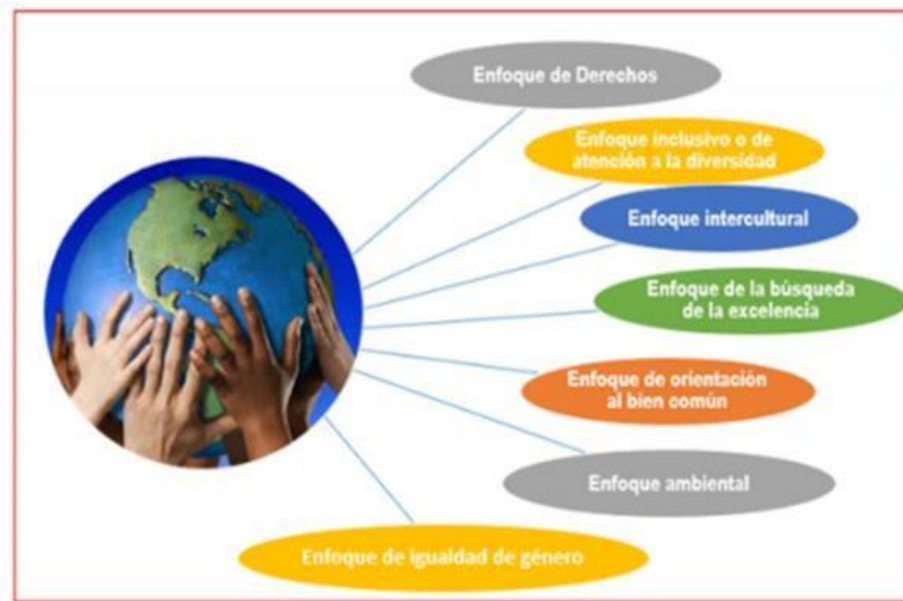 Enfoque de Derechos
Enfoque inclusivo o de
atención a la diversidad
Enfoque intercultural
Enfoque de la búsqueda
de la excelencia
Enfoque de orientación
al bien común
Enfoque ambiental
Enfoque de igualdad de género